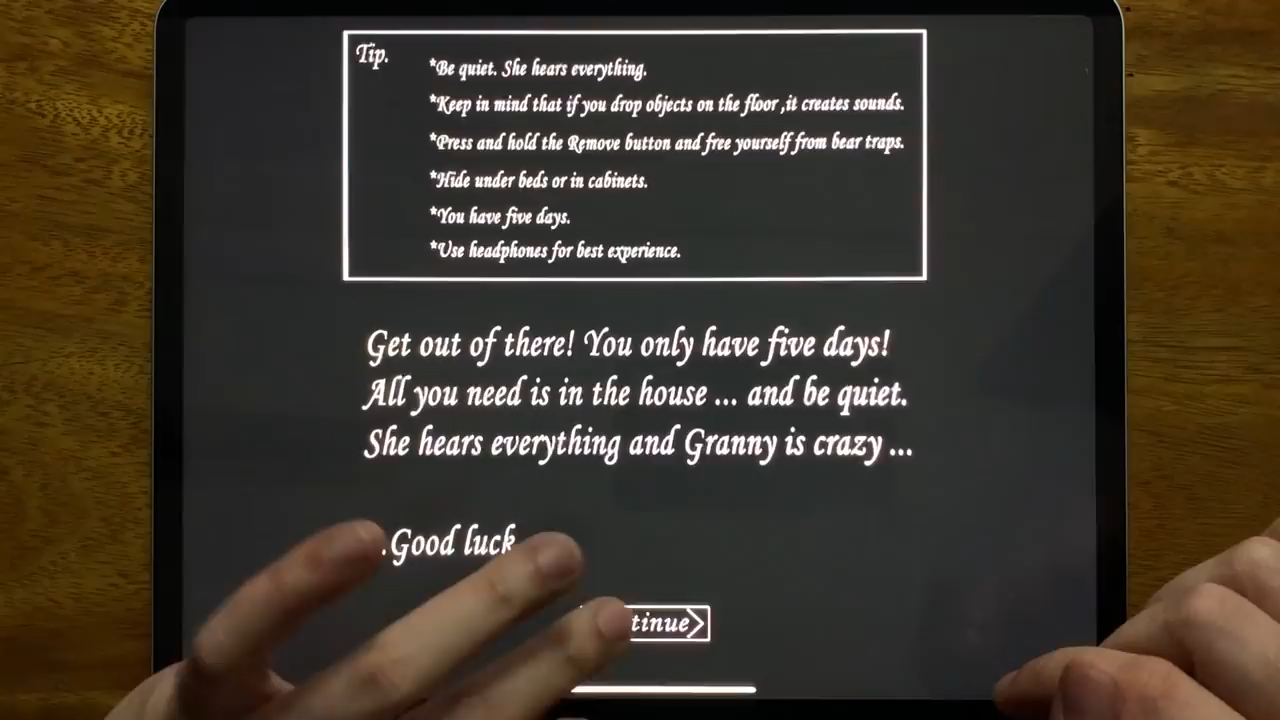 Tip.
*Be quiet. She hears everything.
*Keep in mind that if you drop objects on the floor ,it creates sounds.
*Press and hold the Remove button and free yourself from bear traps.
*Hide under beds or in cabinets.
*You have five days.
*Use headphones for best experience.
Get out of there! You only have five days!
All you need is in the house ... and be quiet.
She hears everything and Granny is crazy ...
.Good luck
tinue>